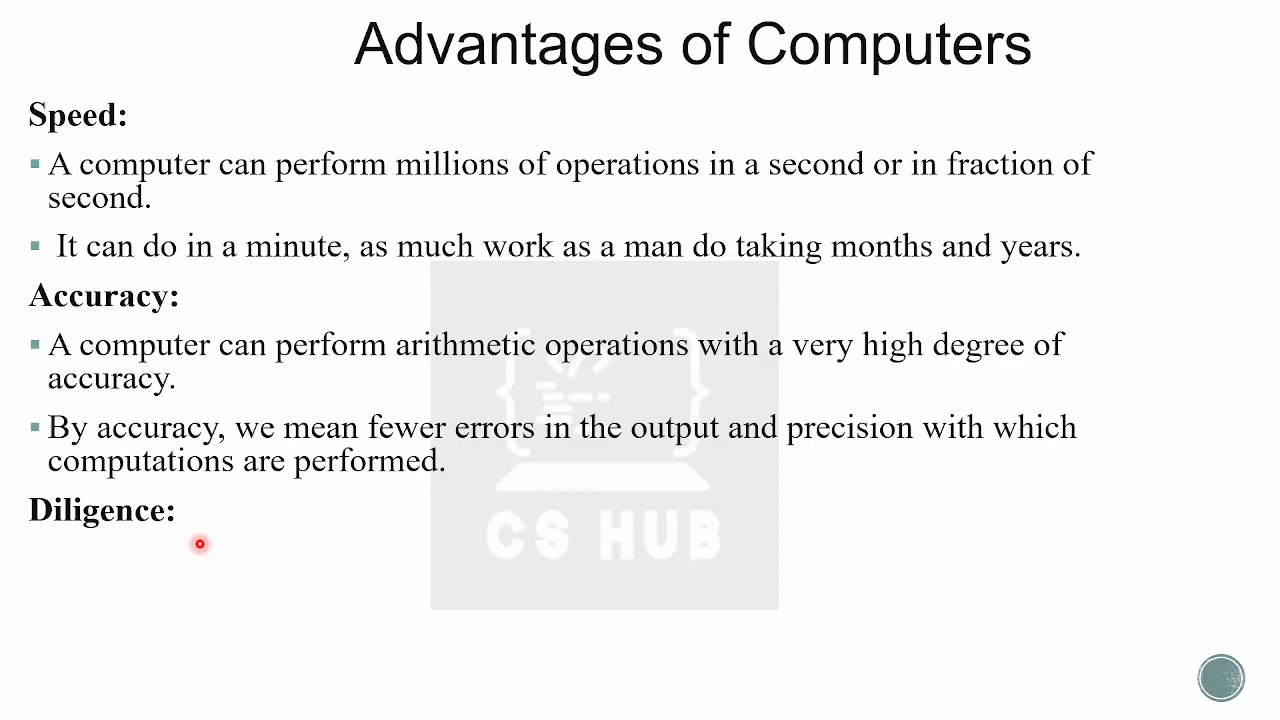 Advantages of Computers
Speed:
▪ A computer can perform millions of operations in a second or in fraction of
second.
▪ It can do in a minute, as much work as a man do taking months and years.
Accuracy:
▪ A computer can perform arithmetic operations with a very high degree of
accuracy.
▪ By accuracy, we mean fewer errors in the output and precision with which
computations are performed.
Diligence:
CS HUB